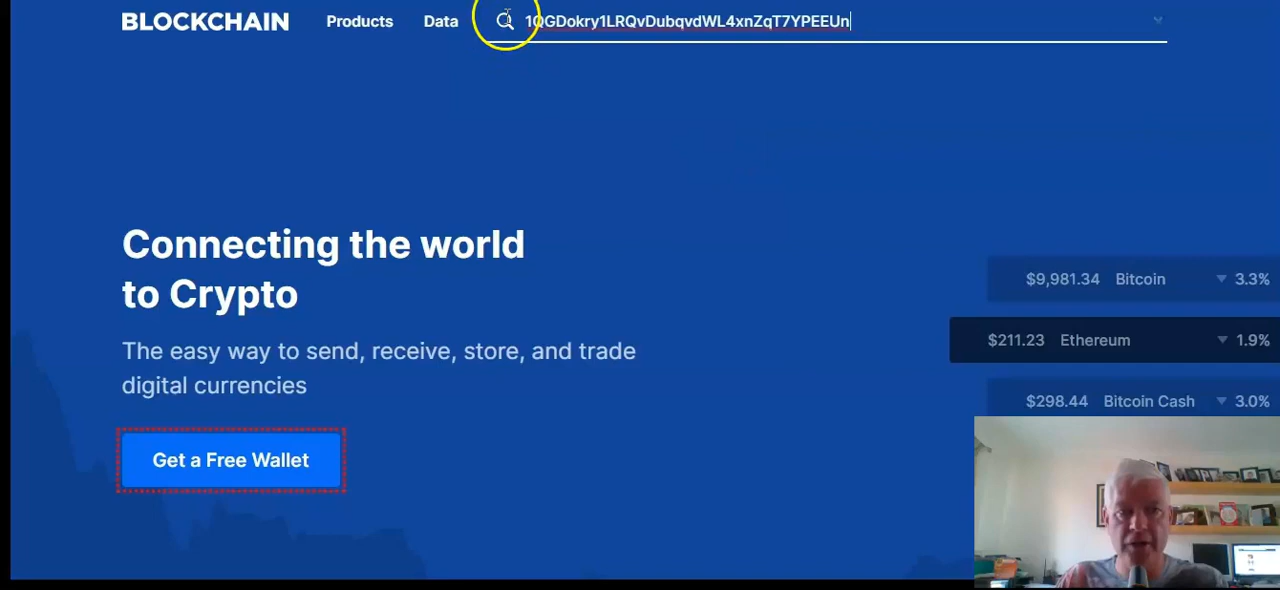 BLOCKCHAIN Products Data 1QGDokry1LRQvDubqvdWL4xnZqT7YPEEUn
Connecting the world
to Crypto
The easy way to send, receive, store, and trade
digital currencies
Get a Free Wallet
$9,981.34 Bitcoin ▼ 3.3%
$211.23 Ethereum ▼ 1.9%
$298.44 Bitcoin Cash ▼ 3.0%